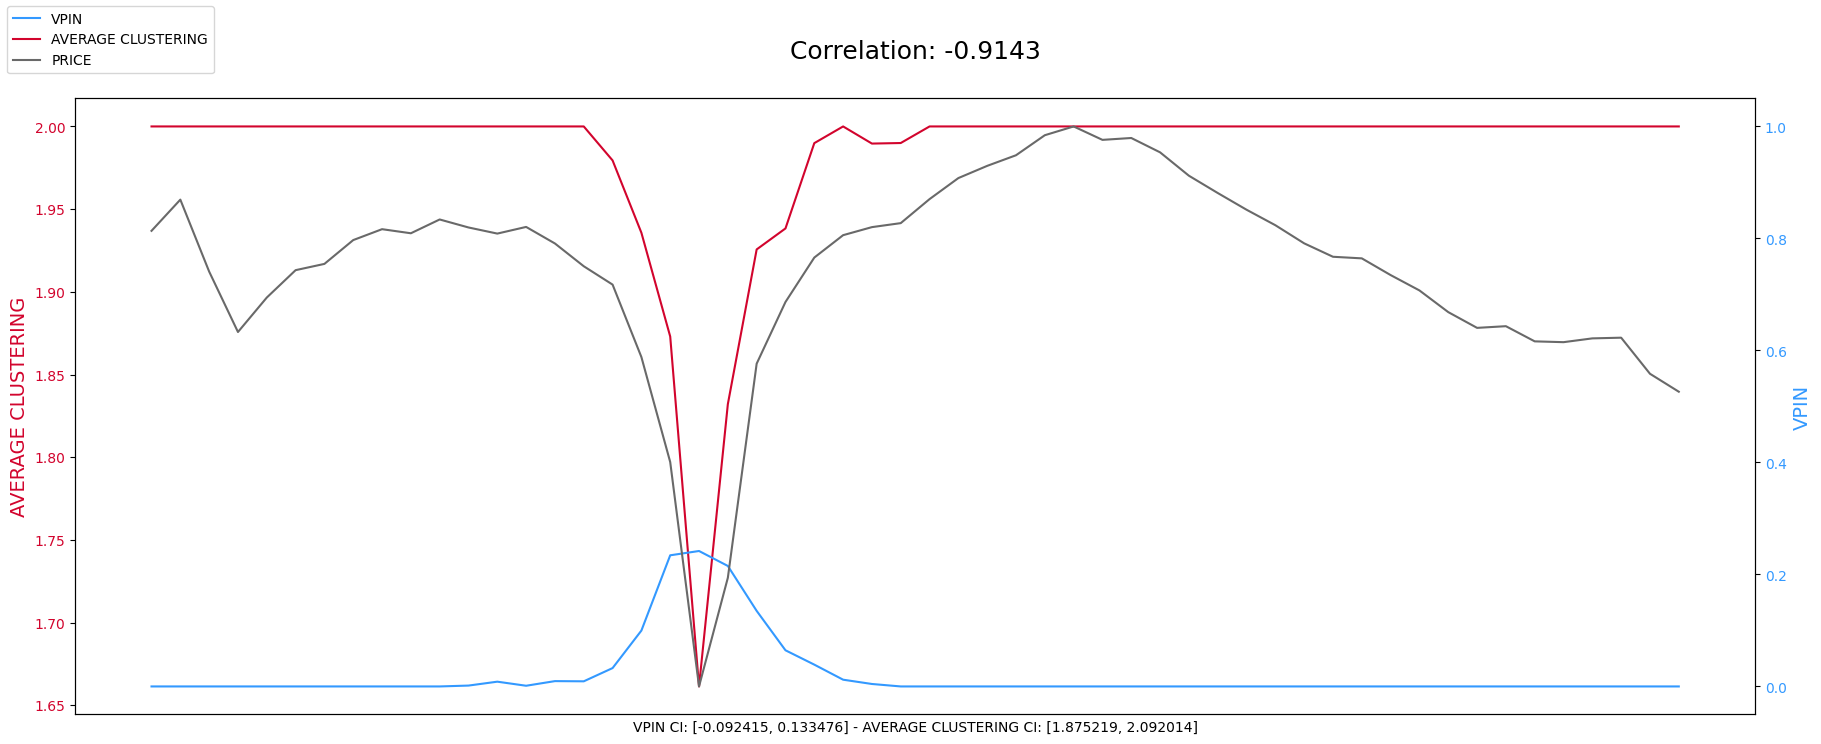 VPIN
AVERAGE CLUSTERING
PRICE
Correlation: -0.9143
AVERAGE CLUSTERING
2.00
1.95
1.90
1.85
1.80
1.75
1.70
1.65
1.0
0.8
0.6
0.4
0.2
0.0
VPIN
VPIN CI: [-0.092415, 0.133476] - AVERAGE CLUSTERING CI: [1.875219, 2.092014]